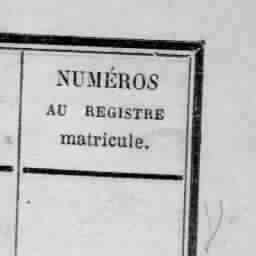 NUMÉROS
AU REGISTRE
matricule.